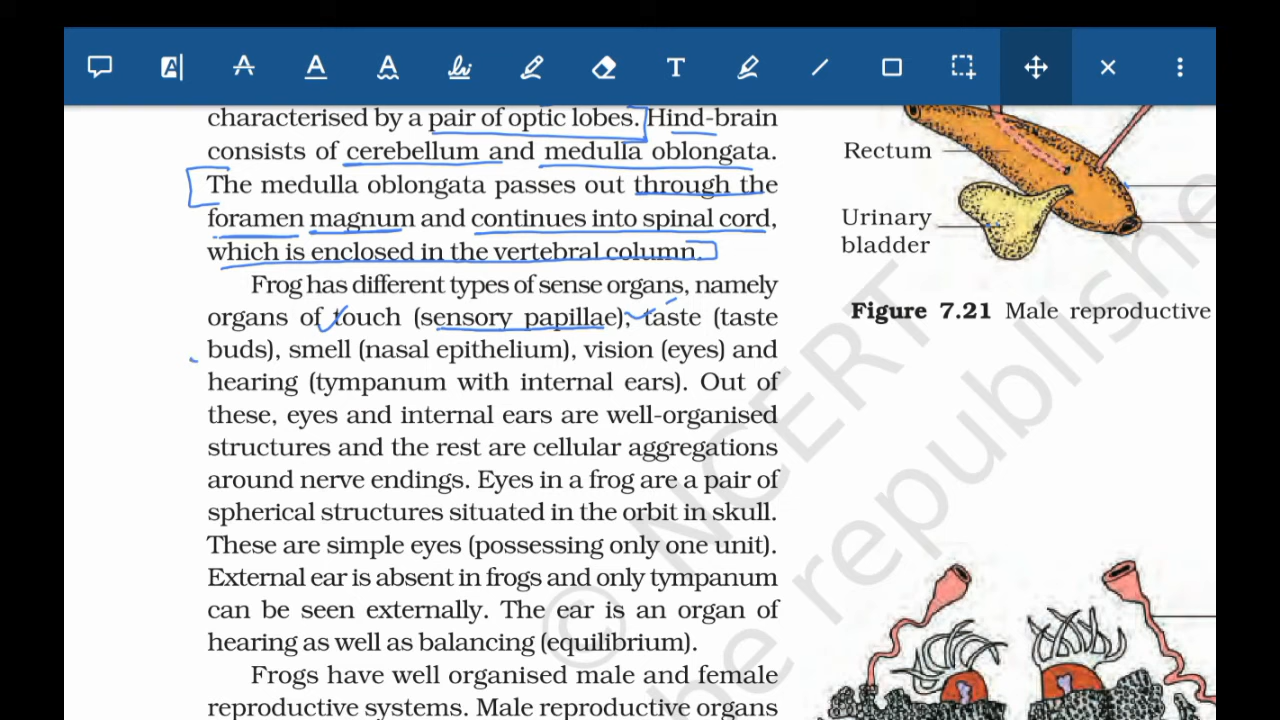 characterised by a pair of optic lobes. Hind-brain
consists of cerebellum and medulla oblongata.
The medulla oblongata passes out through the
foramen magnum and continues into spinal cord,
which is enclosed in the vertebral column.
Frog has different types of sense organs, namely
organs of touch (sensory papillae), taste (taste
buds), smell (nasal epithelium), vision (eyes) and
hearing (tympanum with internal ears). Out of
these, eyes and internal ears are well-organised
structures and the rest are cellular aggregations
around nerve endings. Eyes in a frog are a pair of
spherical structures situated in the orbit in skull.
These are simple eyes (possessing only one unit).
External ear is absent in frogs and only tympanum
can be seen externally. The ear is an organ of
hearing as well as balancing (equilibrium).
Frogs have well organised male and female
reproductive systems. Male reproductive organs
Rectum
Urinary
bladder
Figure 7.21 Male reproductive
© NCERT
be republishe